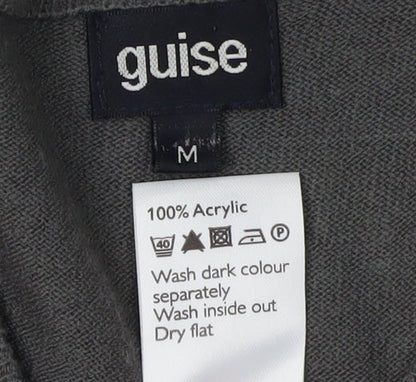 guise
M
100% Acrylic
40 P
Wash dark colour
separately
Wash inside out
Dry flat